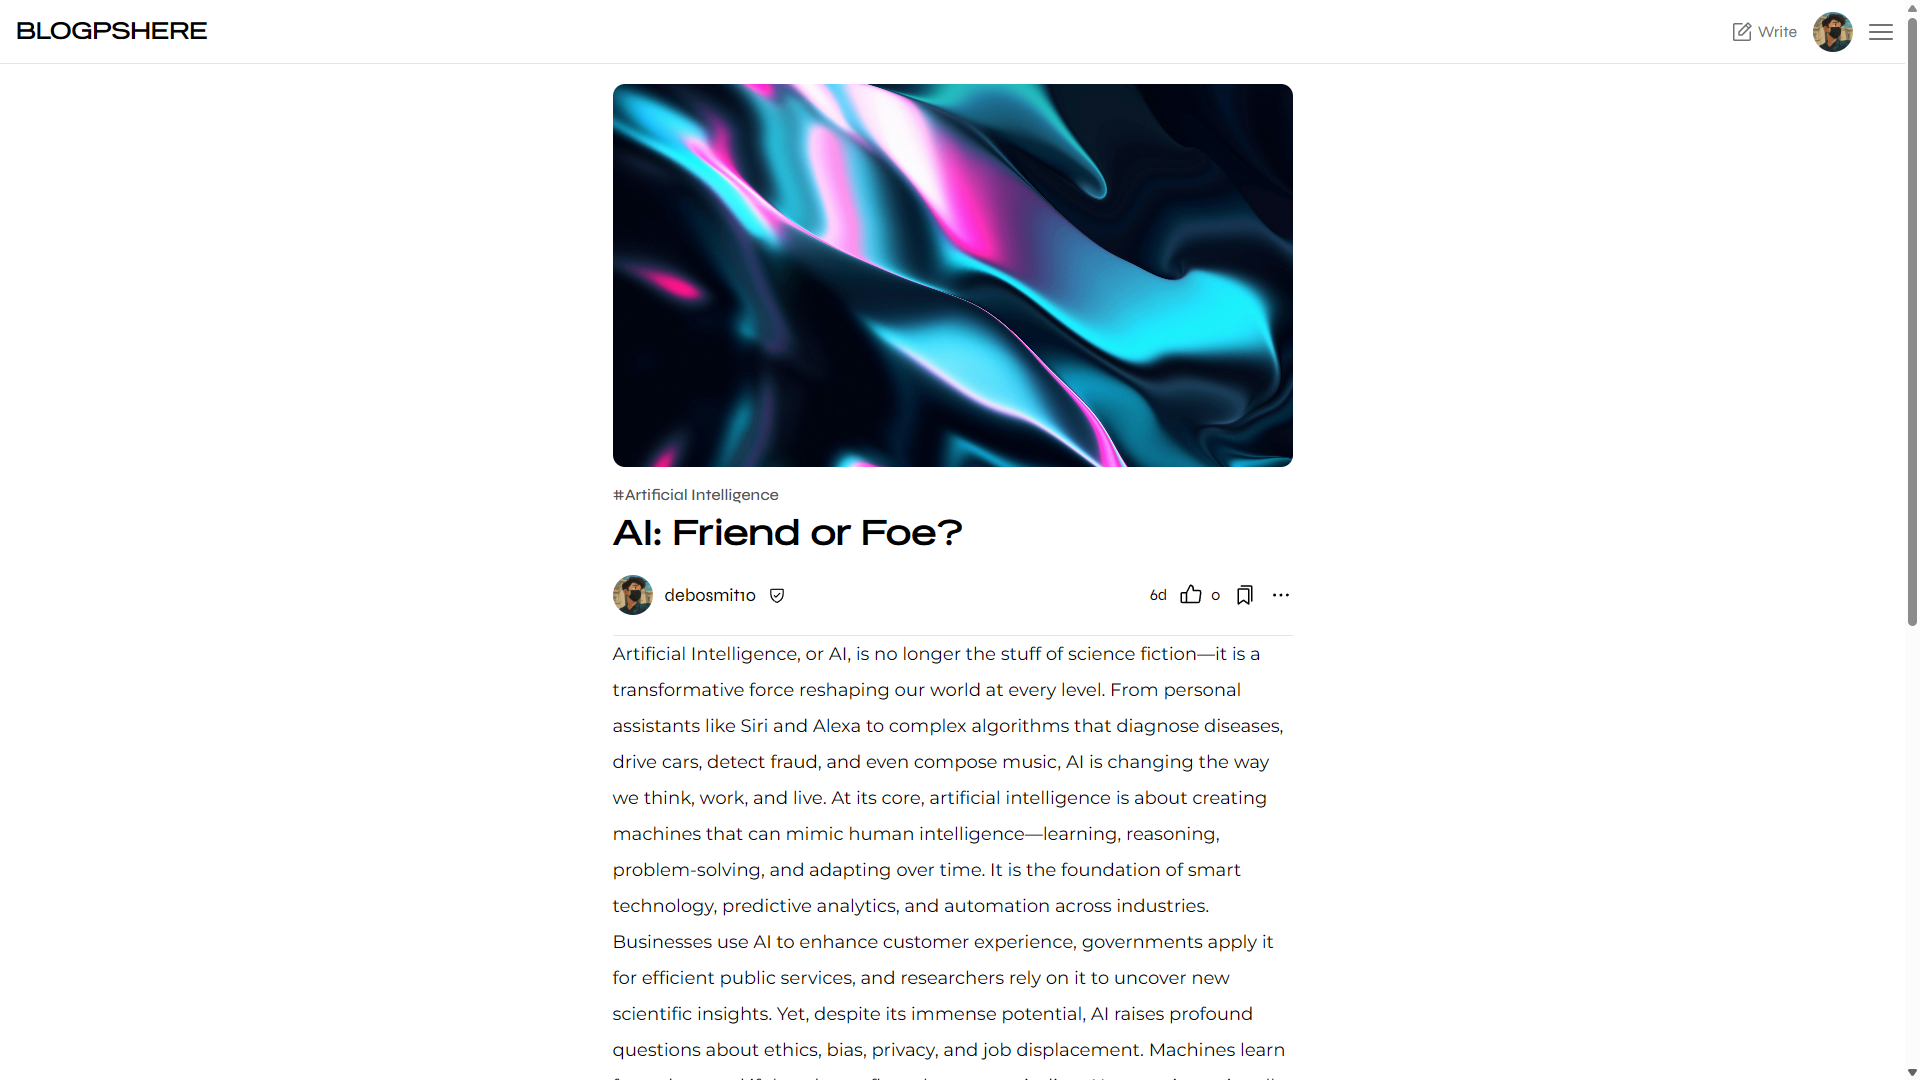 BLOGPSHERE
Write
#Artificial Intelligence
AI: Friend or Foe?
debosmit10
6d
0
Artificial Intelligence, or AI, is no longer the stuff of science fiction—it is a
transformative force reshaping our world at every level. From personal
assistants like Siri and Alexa to complex algorithms that diagnose diseases,
drive cars, detect fraud, and even compose music, AI is changing the way
we think, work, and live. At its core, artificial intelligence is about creating
machines that can mimic human intelligence—learning, reasoning,
problem-solving, and adapting over time. It is the foundation of smart
technology, predictive analytics, and automation across industries.
Businesses use AI to enhance customer experience, governments apply it
for efficient public services, and researchers rely on it to uncover new
scientific insights. Yet, despite its immense potential, AI raises profound
questions about ethics, bias, privacy, and job displacement. Machines learn